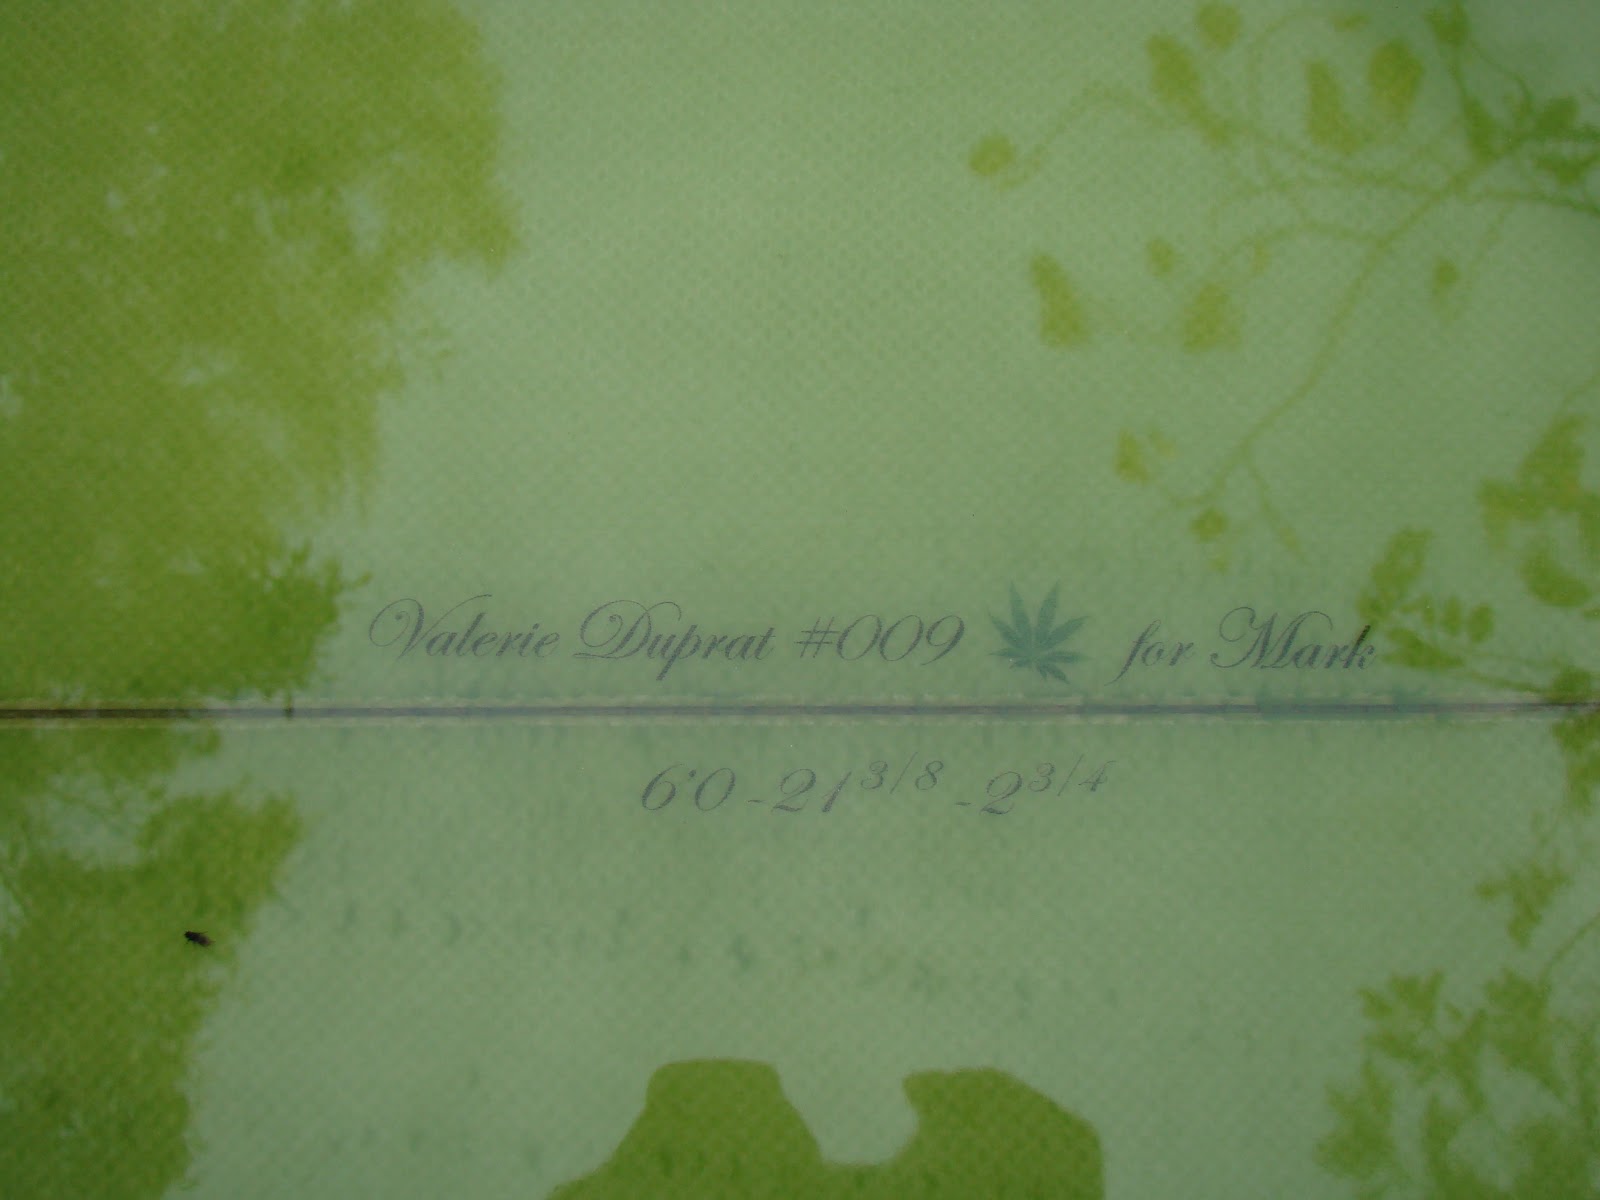 Valerie Duprat #009 for Mark
6'0 - 21 3/8 - 2 3/4